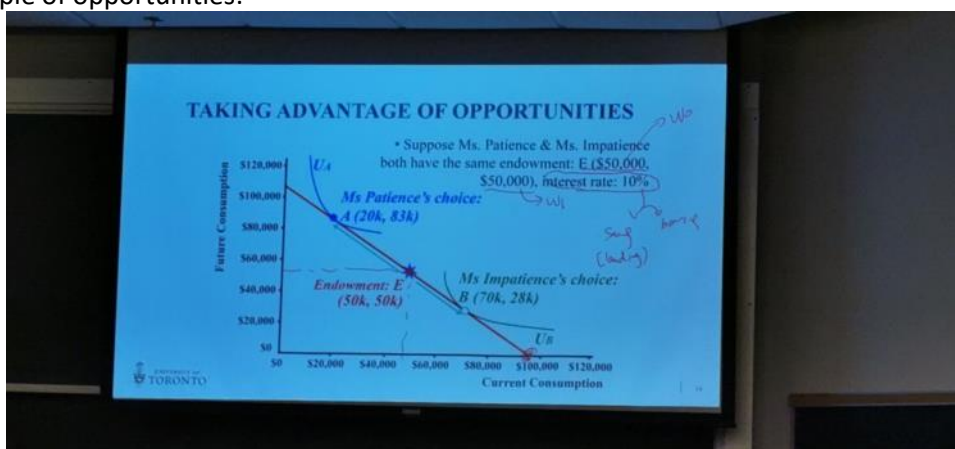 ple of opportunities:
TAKING ADVANTAGE OF OPPORTUNITIES
• Suppose Ms. Patience & Ms. Impatience
both have the same endowment: E ($50,000,
$50,000), interest rate: 10%
W0
W1
(lending)
Future Consumption
$120,000
$100,000
$80,000
$60,000
$40,000
$20,000
$0
UA
Ms Patience's choice:
A (20k, 83k)
Endowment: E
(50k, 50k)
Ms Impatience's choice:
B (70k, 28k)
UB
$0 $20,000 $40,000 $60,000 $80,000 $100,000 $120,000
Current Consumption
UNIVERSITY OF
TORONTO